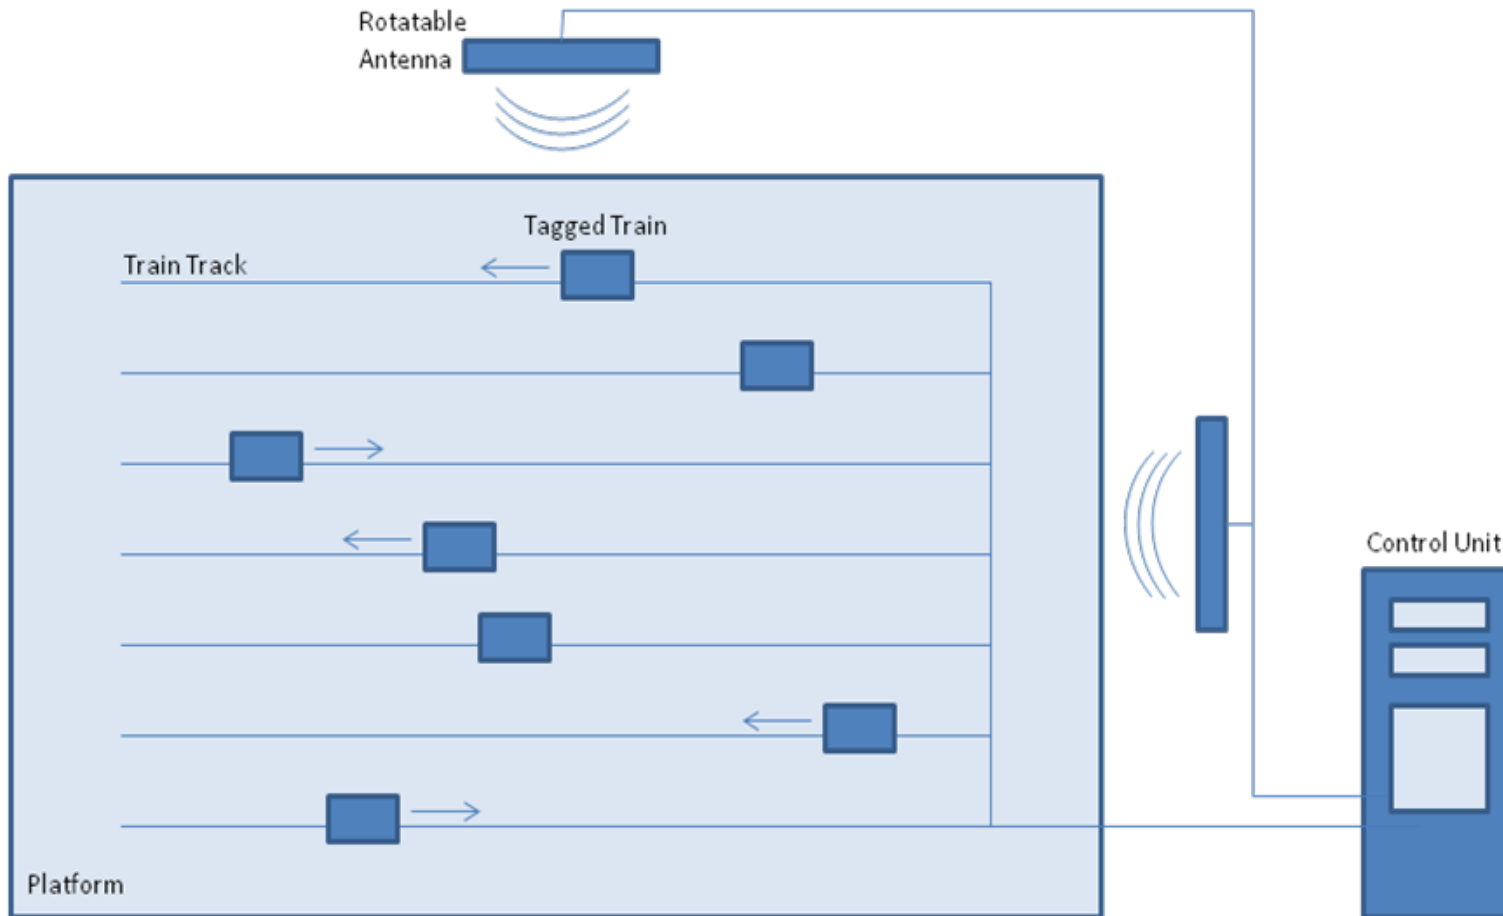 Rotatable
Antenna
Tagged Train
Train Track
Control Unit
Platform